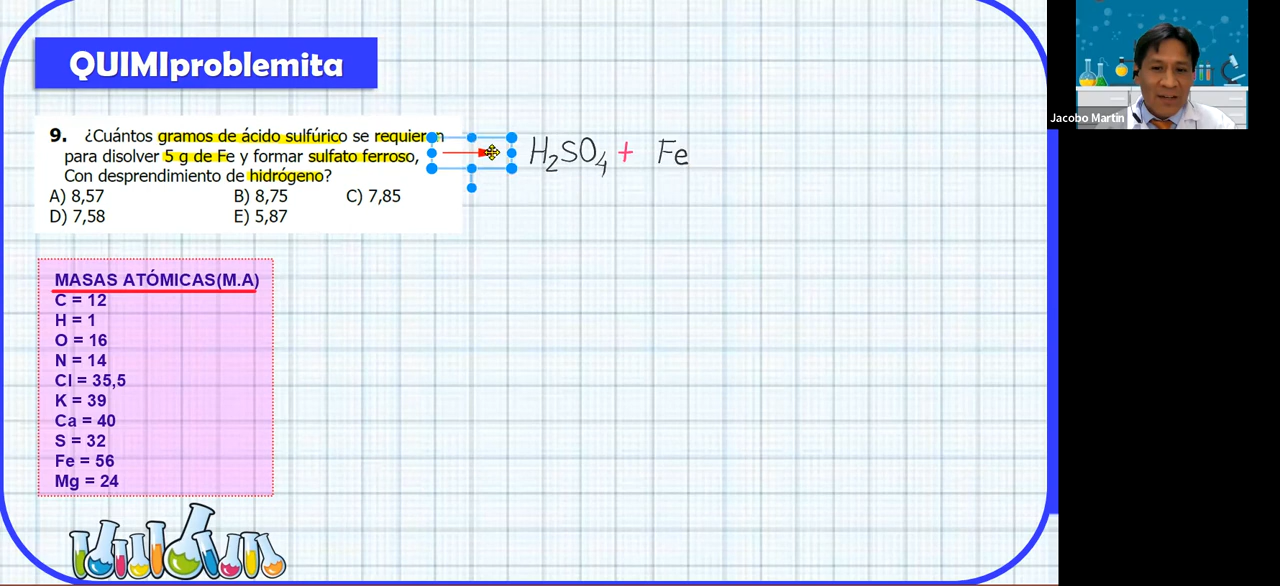 QUIMIproblemita
9. ¿Cuántos gramos de ácido sulfúrico se requieren
para disolver 5 g de Fe y formar sulfato ferroso,
Con desprendimiento de hidrógeno?
A) 8,57 B) 8,75 C) 7,85
D) 7,58 E) 5,87
H₂SO₄ + Fe
MASAS ATÓMICAS(M.A)
C = 12
H = 1
O = 16
N = 14
Cl = 35,5
K = 39
Ca = 40
S = 32
Fe = 56
Mg = 24
Jacobo Martin